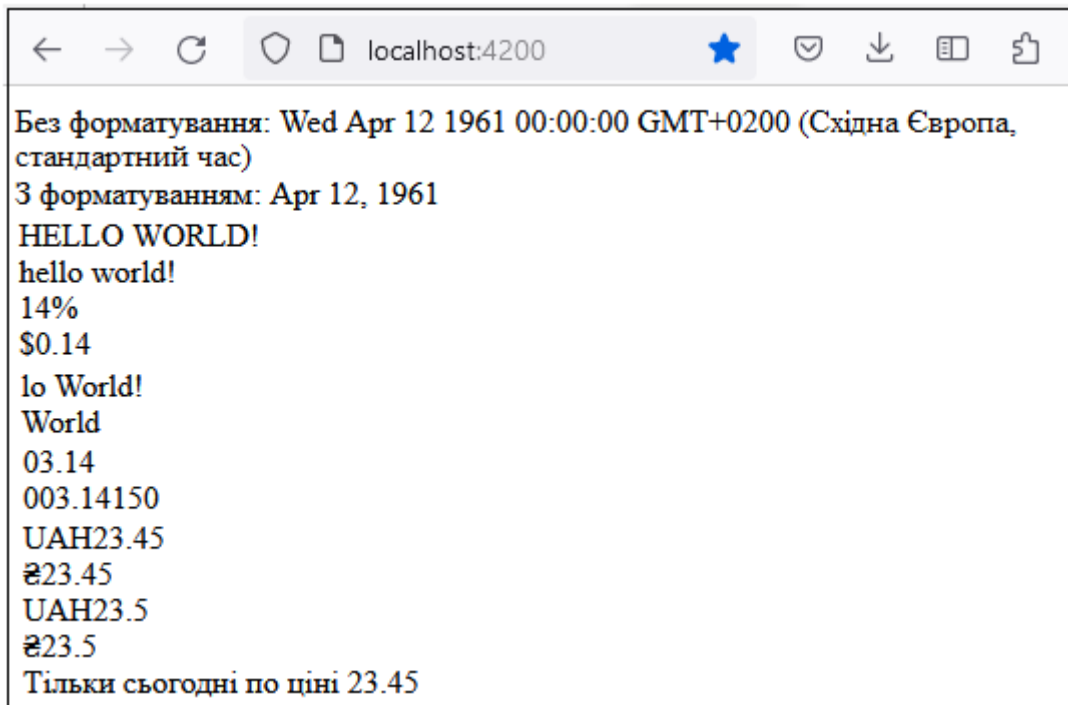 localhost:4200
Без форматування: Wed Apr 12 1961 00:00:00 GMT+0200 (Східна Європа,
стандартний час)
З форматуванням: Apr 12, 1961
HELLO WORLD!
hello world!
14%
$0.14
lo World!
World
03.14
003.14150
UAH23.45
₴23.45
UAH23.5
₴23.5
Тільки сьогодні по ціні 23.45